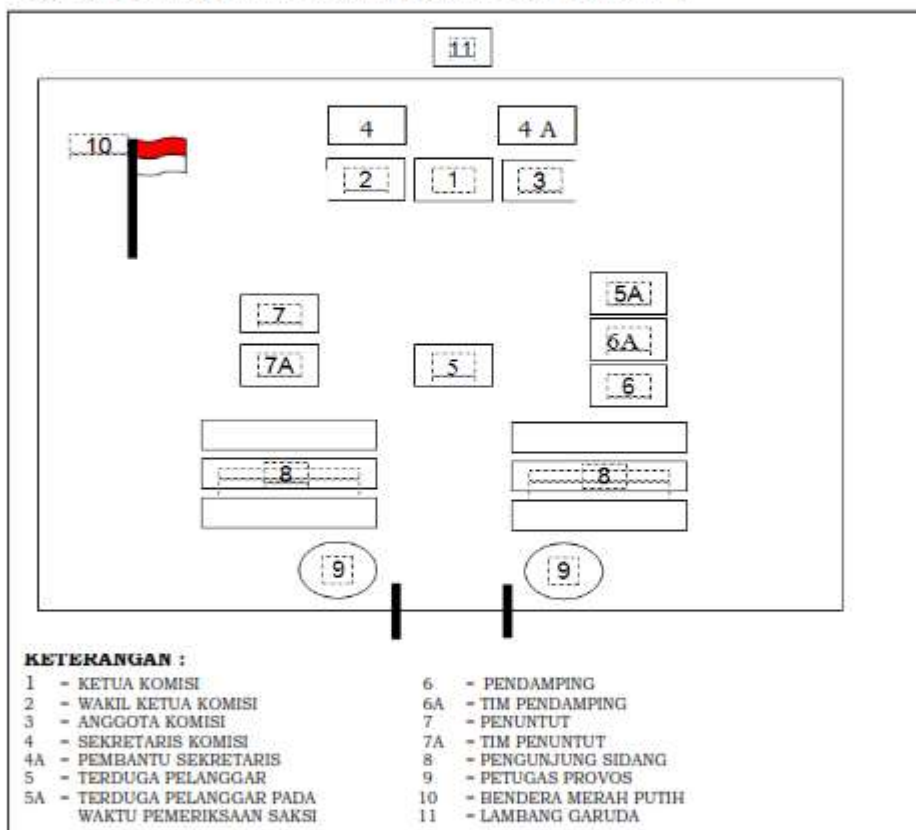 11
4 4 A
10
2 1 3
5A
7
6A
7A 5
6
8 8
9 9
KETERANGAN :
1 = KETUA KOMISI
2 = WAKIL KETUA KOMISI
3 = ANGGOTA KOMISI
4 = SEKRETARIS KOMISI
4A = PEMBANTU SEKRETARIS
5 = TERDUGA PELANGGAR
5A = TERDUGA PELANGGAR PADA
WAKTU PEMERIKSAAN SAKSI
6 = PENDAMPING
6A = TIM PENDAMPING
7 = PENUNTUT
7A = TIM PENUNTUT
8 = PENGUNJUNG SIDANG
9 = PETUGAS PROVOS
10 = BENDERA MERAH PUTIH
11 = LAMBANG GARUDA